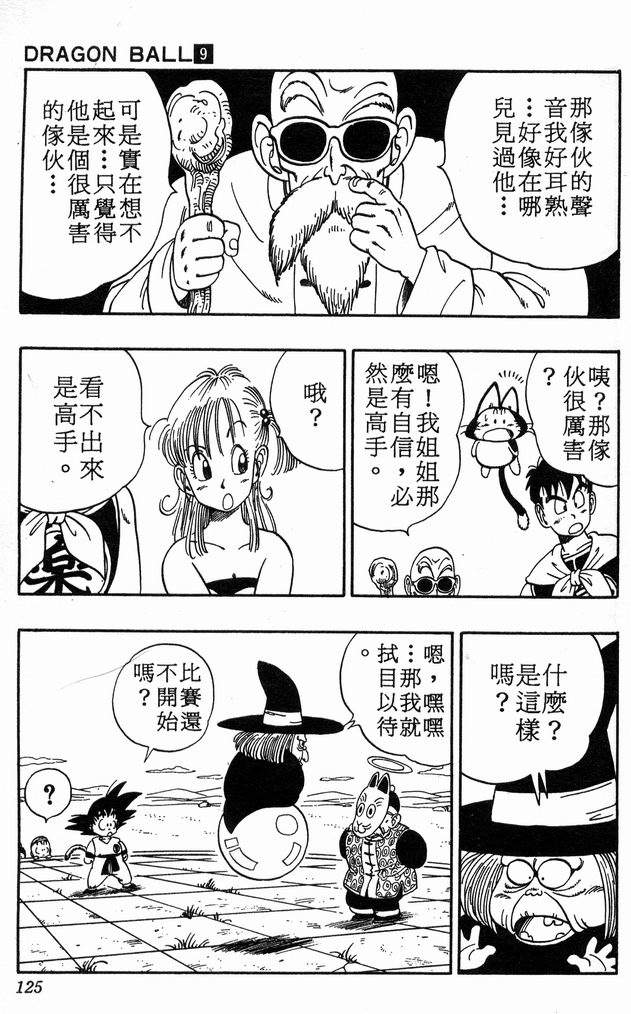 DRAGON BALL 9
那傢伙的聲
音我好耳熟
…好像在哪
兒見過他…
可是實在想不
起來…只覺得
他是個很厲害
的傢伙…
咦？那傢
伙很厲害
？
嗯！我姐姐那
麼有自信，必
然是高手。
哦？
看不出來
是高手。
什麼？
是這樣
嗎？
嗯，嘿嘿
…那我就
拭目以待
。
比賽還
不開始
嗎？
？
125